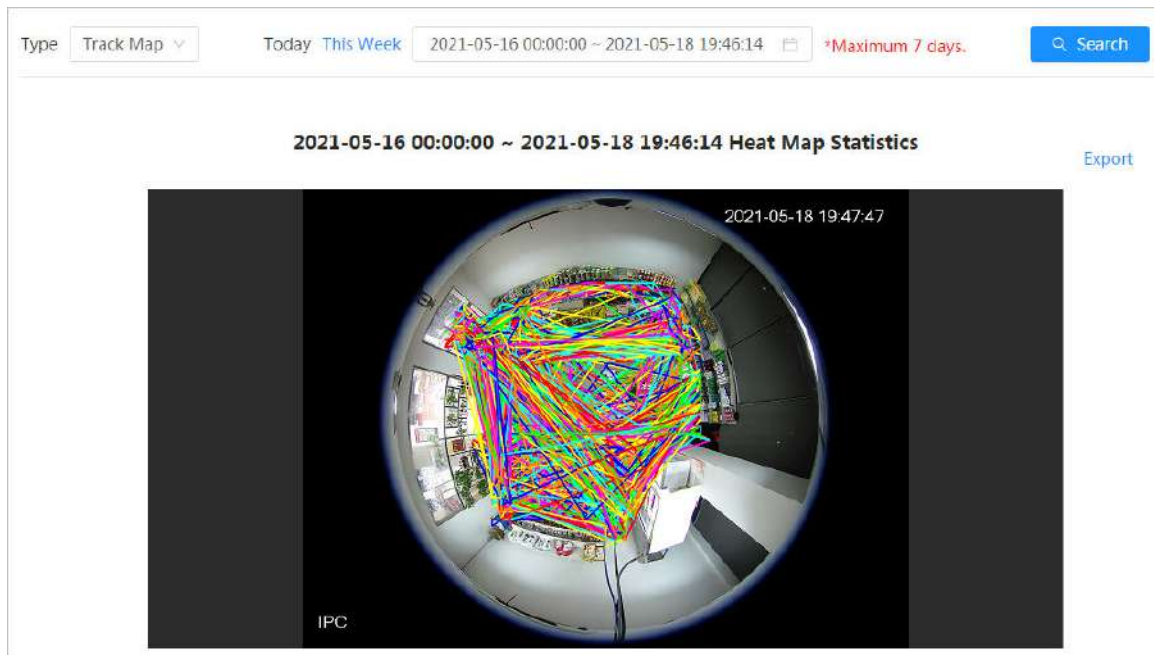 Type Track Map Today This Week 2021-05-16 00:00:00 ~ 2021-05-18 19:46:14 *Maximum 7 days. Search
2021-05-16 00:00:00 ~ 2021-05-18 19:46:14 Heat Map Statistics
Export
2021-05-18 19:47:47
IPC